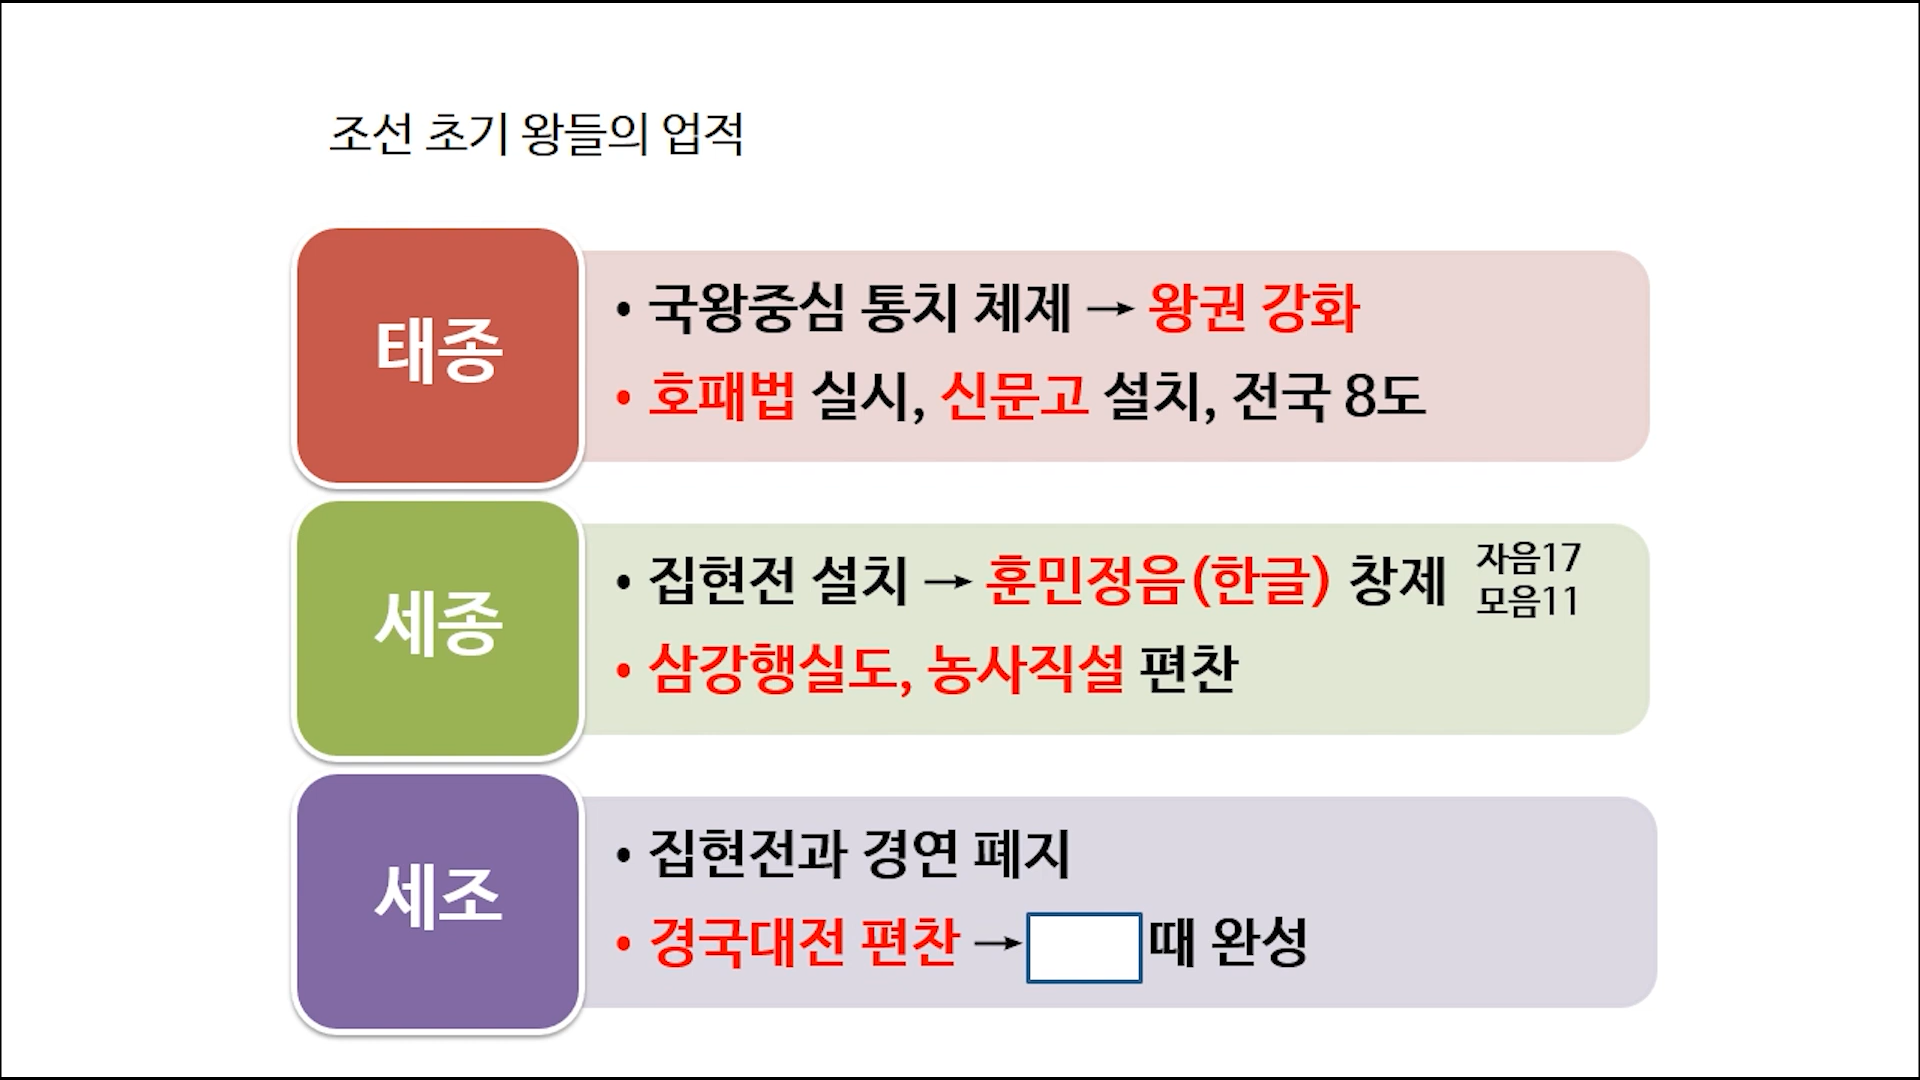 조선 초기 왕들의 업적
태종
• 국왕중심 통치 체제 → 왕권 강화
• 호패법 실시, 신문고 설치, 전국 8도
세종
• 집현전 설치 → 훈민정음(한글) 창제
자음17
모음11
• 삼강행실도, 농사직설 편찬
세조
• 집현전과 경연 폐지
• 경국대전 편찬 → 때 완성